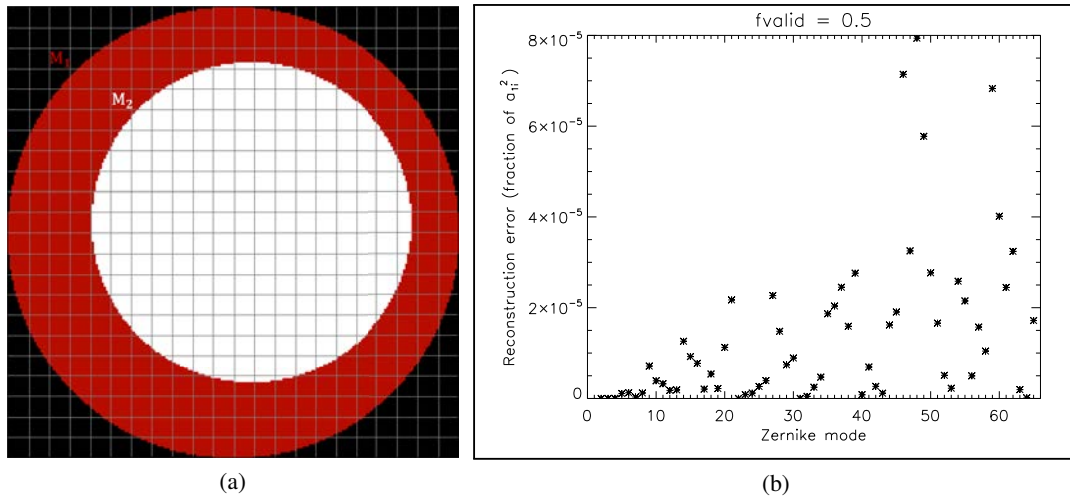 M₁
M₂
(a)
fvalid = 0.5
8×10⁻⁵
6×10⁻⁵
4×10⁻⁵
2×10⁻⁵
0
Reconstruction error (fraction of a₁ᵢ²)
0 10 20 30 40 50 60
Zernike mode
(b)